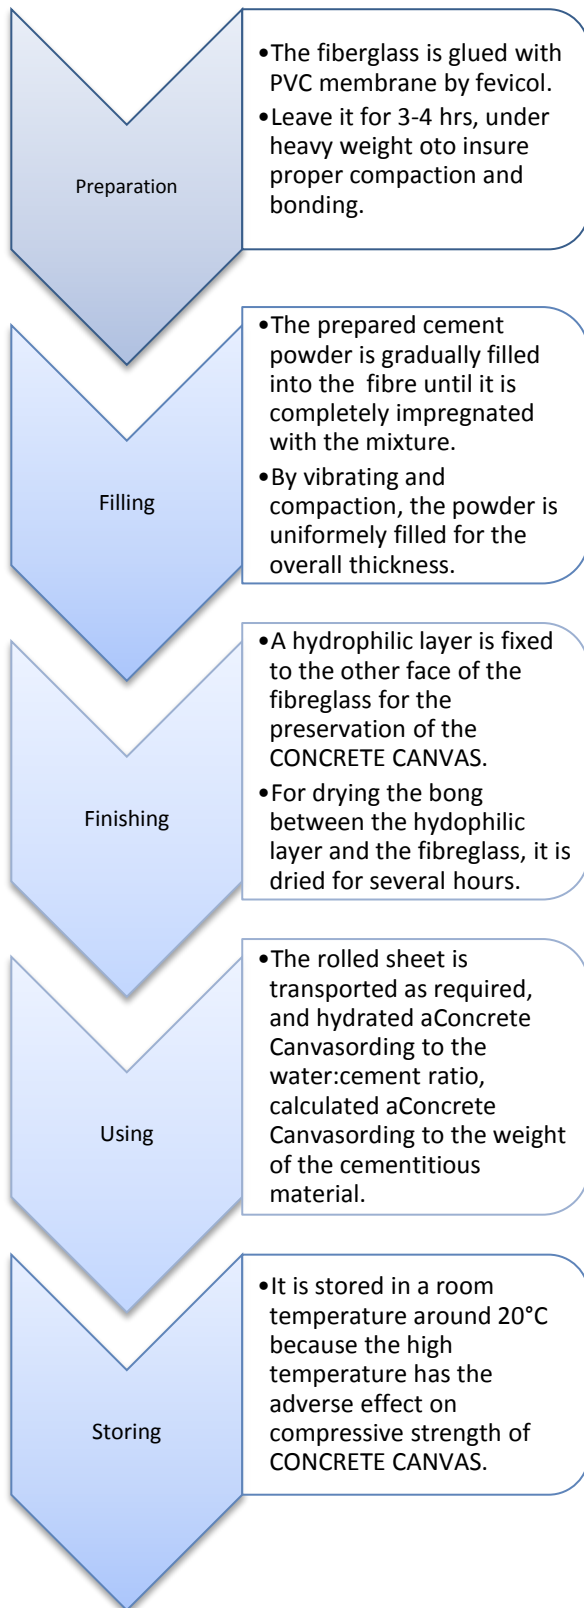 Preparation
•The fiberglass is glued with
PVC membrane by fevicol.
•Leave it for 3-4 hrs, under
heavy weight oto insure
proper compaction and
bonding.
Filling
•The prepared cement
powder is gradually filled
into the fibre until it is
completely impregnated
with the mixture.
•By vibrating and
compaction, the powder is
uniformely filled for the
overall thickness.
Finishing
•A hydrophilic layer is fixed
to the other face of the
fibreglass for the
preservation of the
CONCRETE CANVAS.
•For drying the bong
between the hydophilic
layer and the fibreglass, it is
dried for several hours.
Using
•The rolled sheet is
transported as required,
and hydrated aConcrete
Canvasording to the
water:cement ratio,
calculated aConcrete
Canvasording to the weight
of the cementitious
material.
Storing
•It is stored in a room
temperature around 20°C
because the high
temperature has the
adverse effect on
compressive strength of
CONCRETE CANVAS.